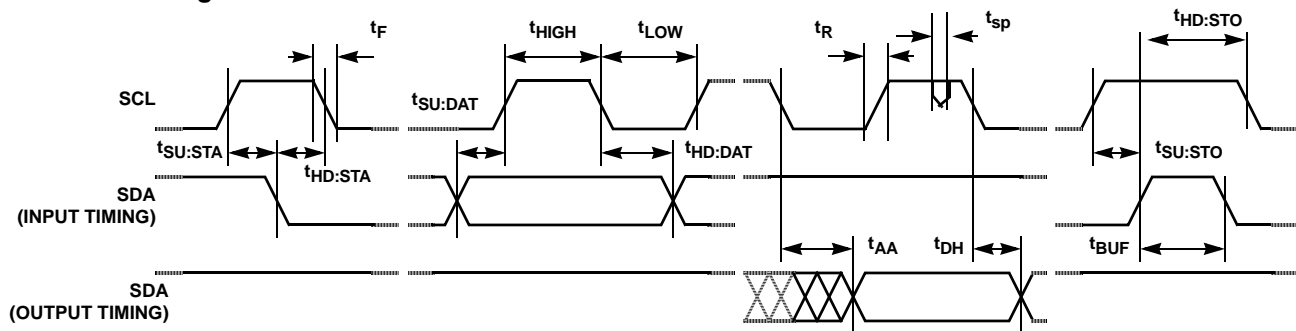 tF
tHIGH
tLOW
tR
tsp
tHD:STO
SCL
tSU:DAT
tSU:STA
tHD:STA
tHD:DAT
tSU:STO
SDA
(INPUT TIMING)
tAA
tDH
tBUF
SDA
(OUTPUT TIMING)